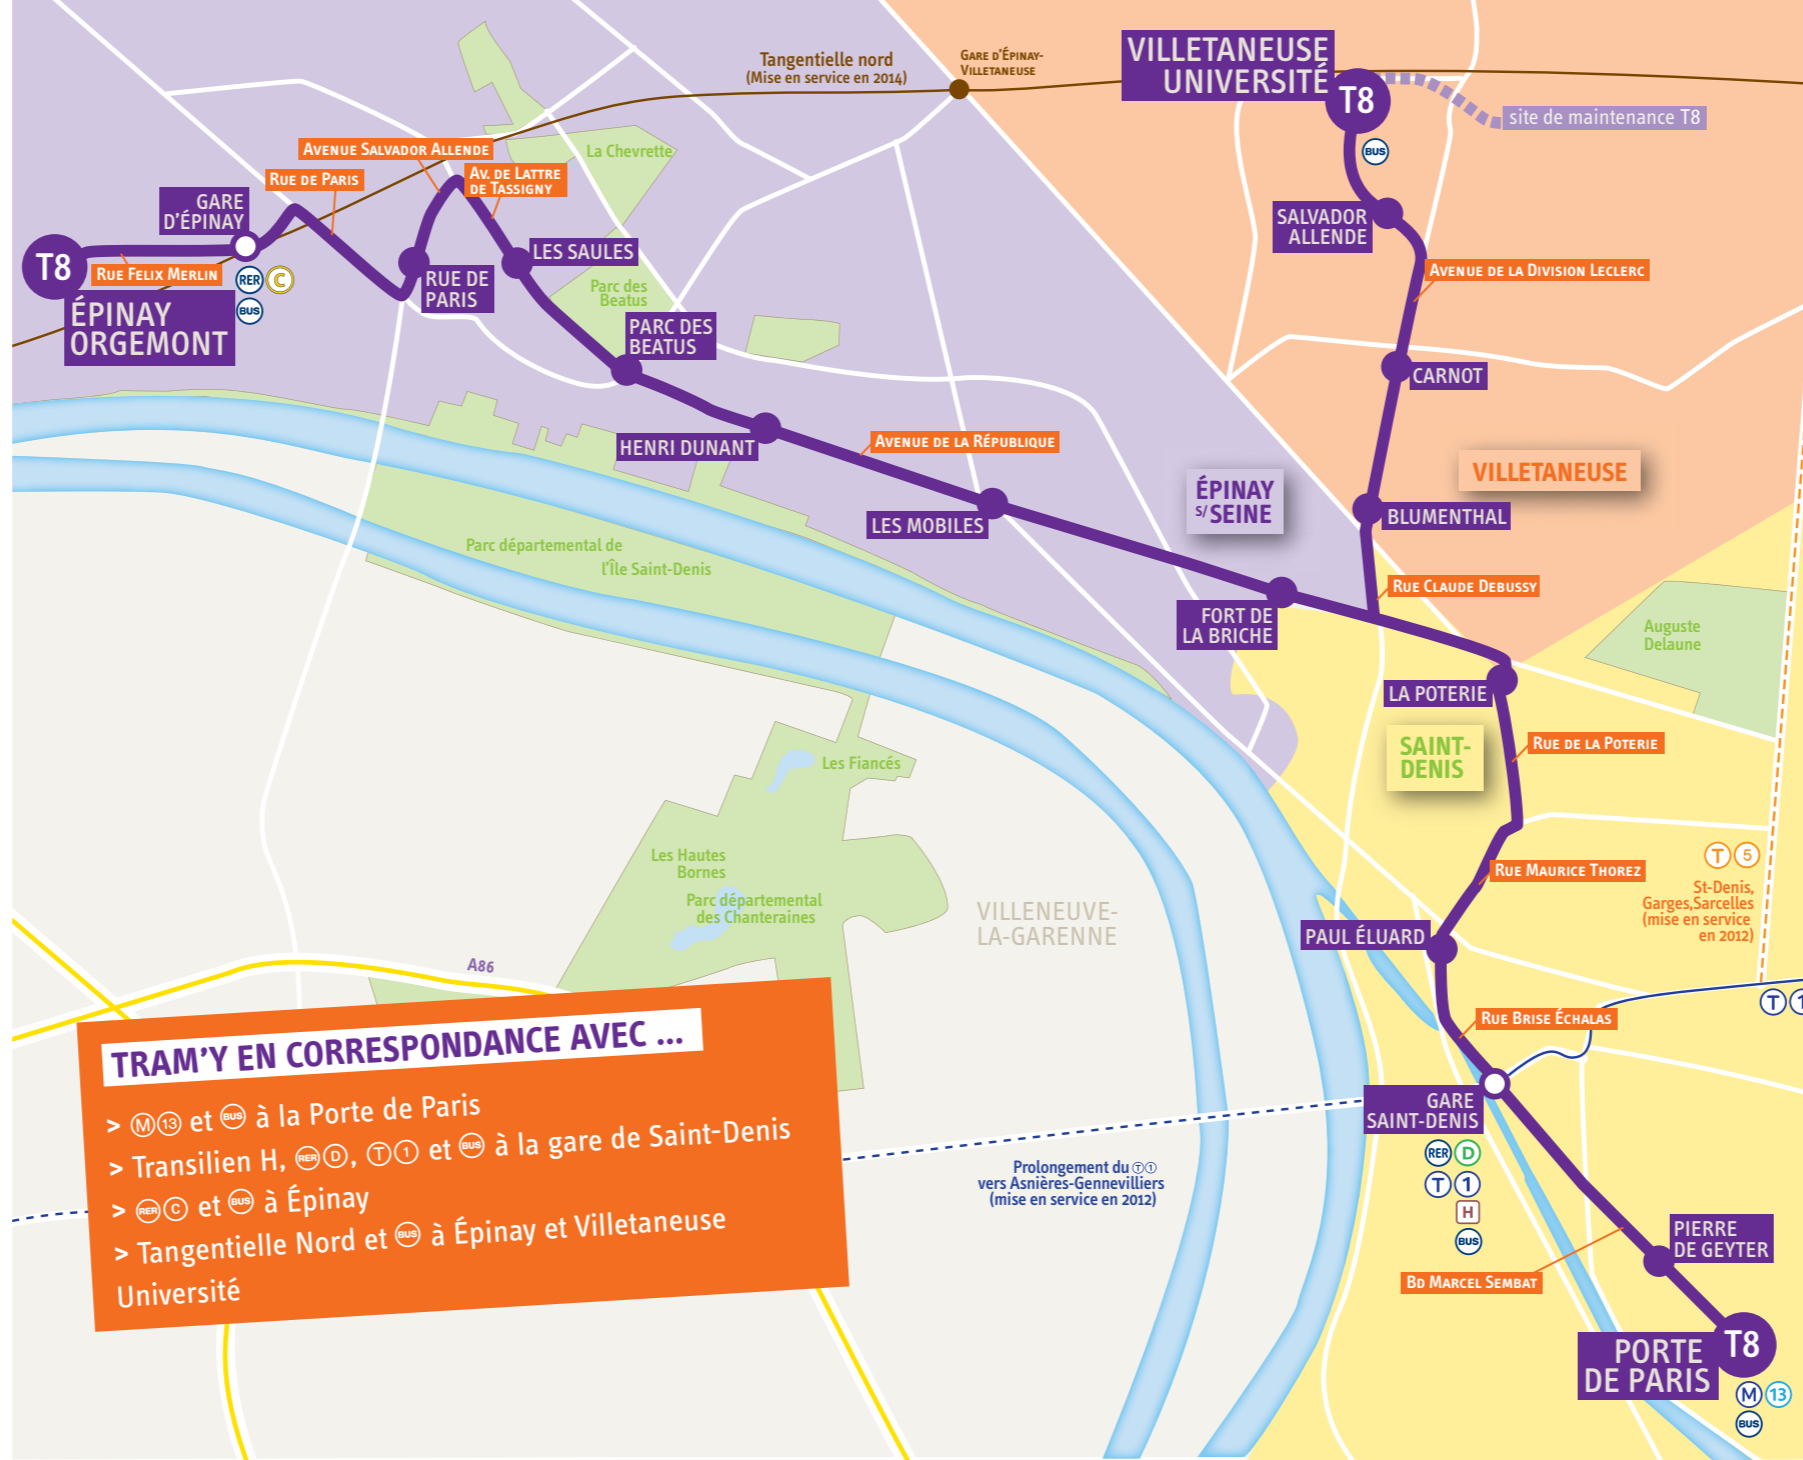 Tangentielle nord
(Mise en service en 2014)
GARE D'ÉPINAY-
VILLETANEUSE
VILLETANEUSE
UNIVERSITÉ
T8
site de maintenance T8
BUS
AVENUE SALVADOR ALLENDE
La Chevrette
RUE DE PARIS
AV. DE LATTRE
DE TASSIGNY
GARE
D'ÉPINAY
SALVADOR
ALLENDE
T8
RUE FELIX MERLIN
RER C
BUS
ÉPINAY
ORGEMONT
RUE DE
PARIS
LES SAULES
AVENUE DE LA DIVISION LECLERC
Parc des
Beatus
PARC DES
BEATUS
CARNOT
HENRI DUNANT
AVENUE DE LA RÉPUBLIQUE
ÉPINAY
S/ SEINE
VILLETANEUSE
LES MOBILES
BLUMENTHAL
Parc départemental de
l'Île Saint-Denis
RUE CLAUDE DEBUSSY
FORT DE
LA BRICHE
Auguste
Delaune
LA POTERIE
SAINT-
DENIS
RUE DE LA POTERIE
Les Fiancés
Les Hautes
Bornes
Parc départemental
des Chanteraines
RUE MAURICE THOREZ
T 5
St-Denis,
Garges,Sarcelles
(mise en service
en 2012)
VILLENEUVE-
LA-GARENNE
PAUL ÉLUARD
A86
T 1
RUE BRISE ÉCHALAS
TRAM'Y EN CORRESPONDANCE AVEC ...
> M 13 et BUS à la Porte de Paris
> Transilien H, RER D, T 1 et BUS à la gare de Saint-Denis
> RER C et BUS à Épinay
> Tangentielle Nord et BUS à Épinay et Villetaneuse
Université
GARE
SAINT-DENIS
RER D
T 1
H
BUS
Prolongement du T 1
vers Asnières-Gennevilliers
(mise en service en 2012)
PIERRE
DE GEYTER
BD MARCEL SEMBAT
PORTE
DE PARIS
T8
M 13
BUS